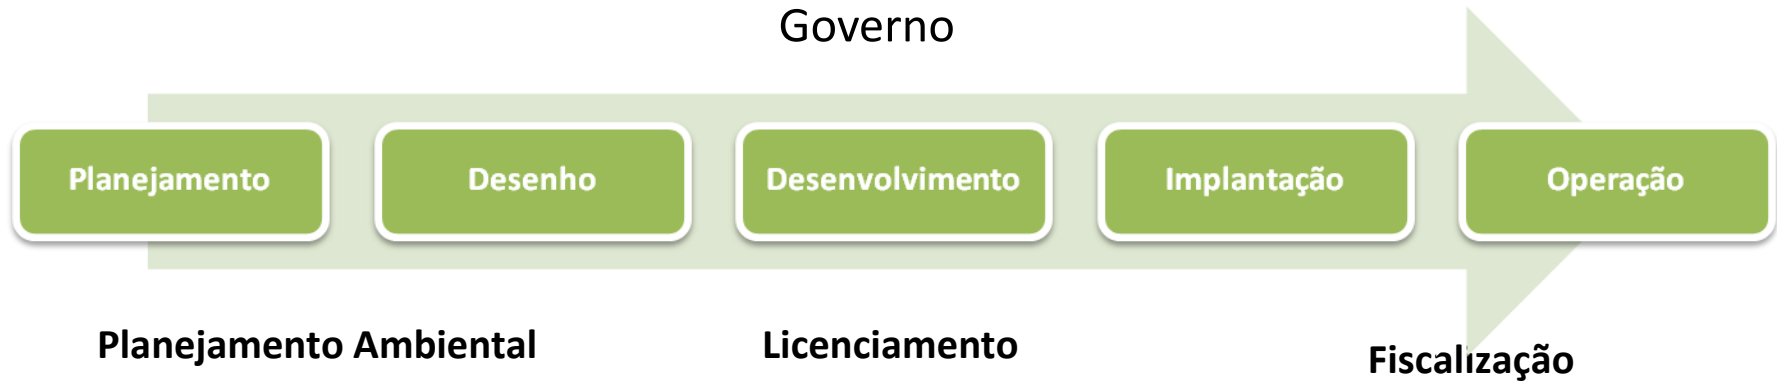 Governo
Planejamento
Desenho
Desenvolvimento
Implantação
Operação
Planejamento Ambiental
Licenciamento
Fiscalização